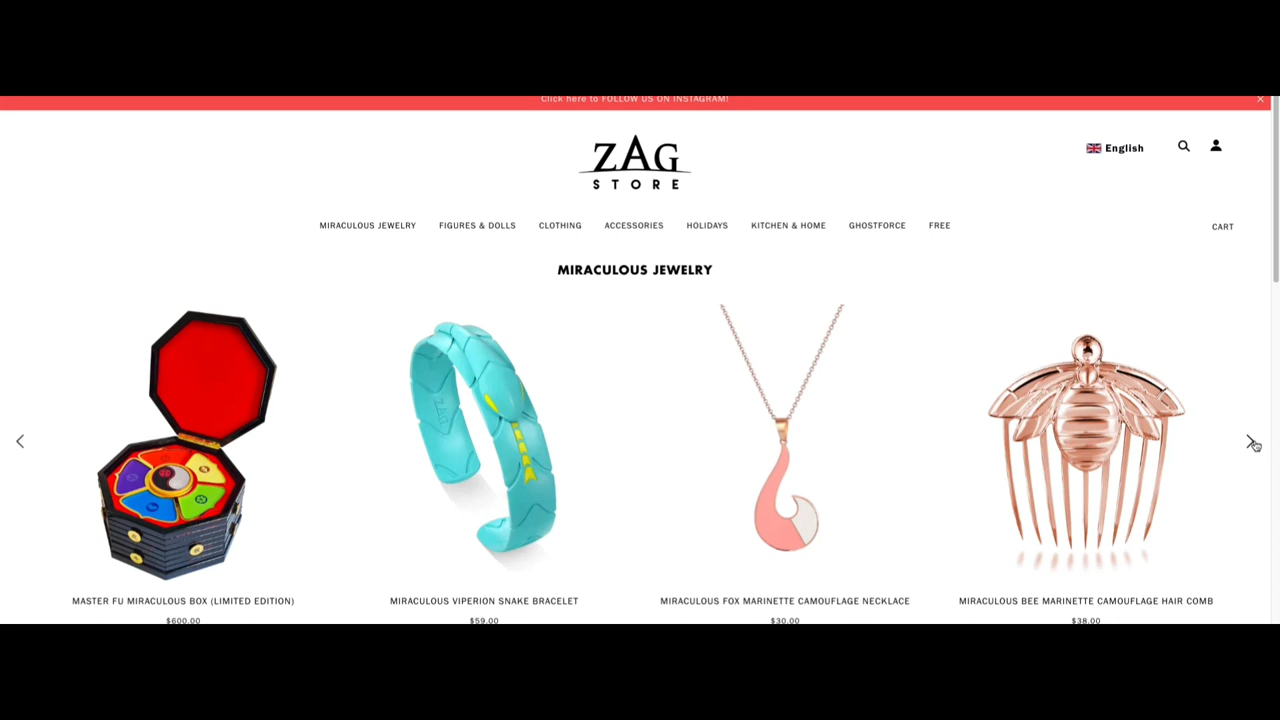 Click here to FOLLOW US ON INSTAGRAM!
ZAG
STORE
English
MIRACULOUS JEWELRY FIGURES & DOLLS CLOTHING ACCESSORIES HOLIDAYS KITCHEN & HOME GHOSTFORCE FREE
CART
MIRACULOUS JEWELRY
ZAG
MASTER FU MIRACULOUS BOX (LIMITED EDITION)
$600.00
MIRACULOUS VIPERION SNAKE BRACELET
$59.00
MIRACULOUS FOX MARINETTE CAMOUFLAGE NECKLACE
$30.00
MIRACULOUS BEE MARINETTE CAMOUFLAGE HAIR COMB
$38.00